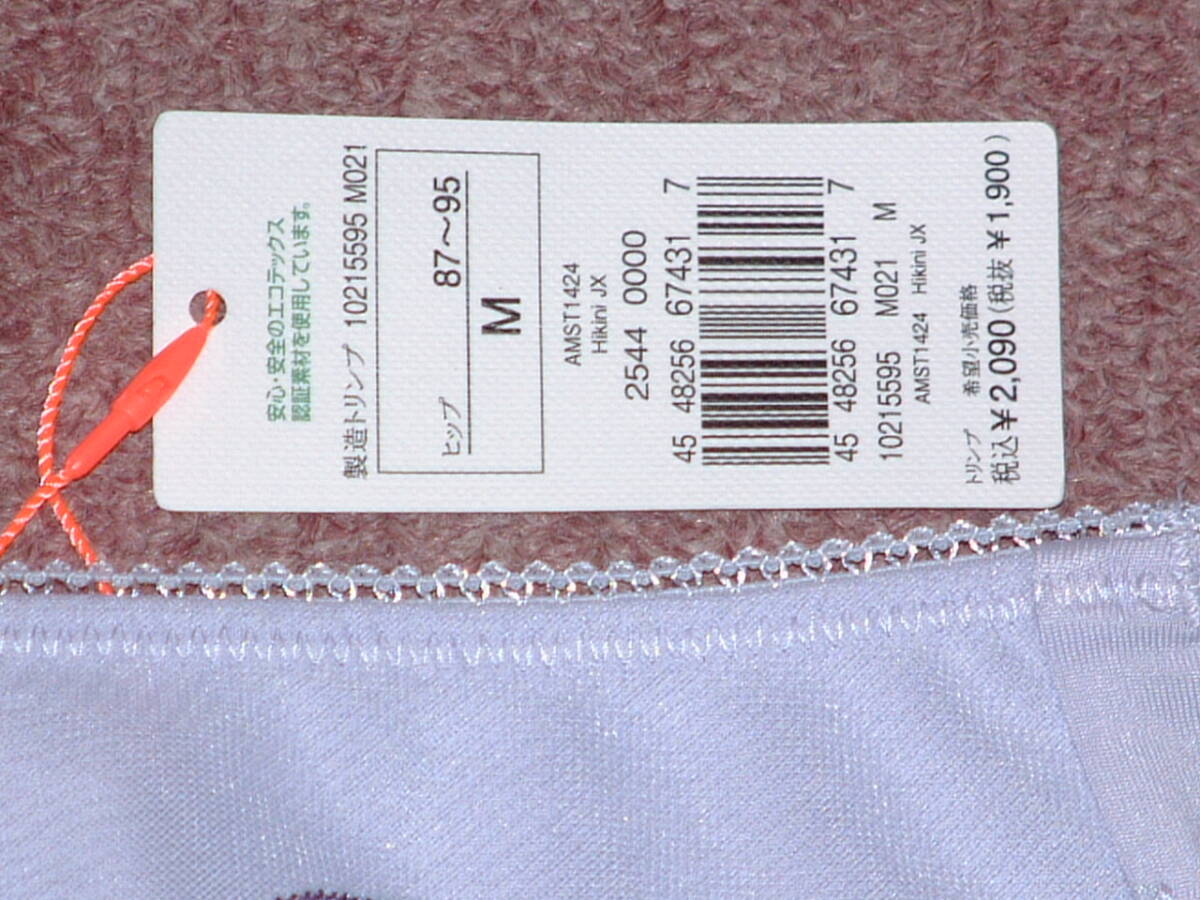 安心・安全のエコテックス
認証素材を使用しています。
製造トリンプ 10215595 M021
ヒップ 87～95
M
AMST1424
Hikini JX
2544 0000
45 48256 67431 7
45 48256 67431 7
10215595 M021 M
AMST1424 Hikini JX
トリンプ 希望小売価格
税込¥2,090(税抜 ¥1,900)